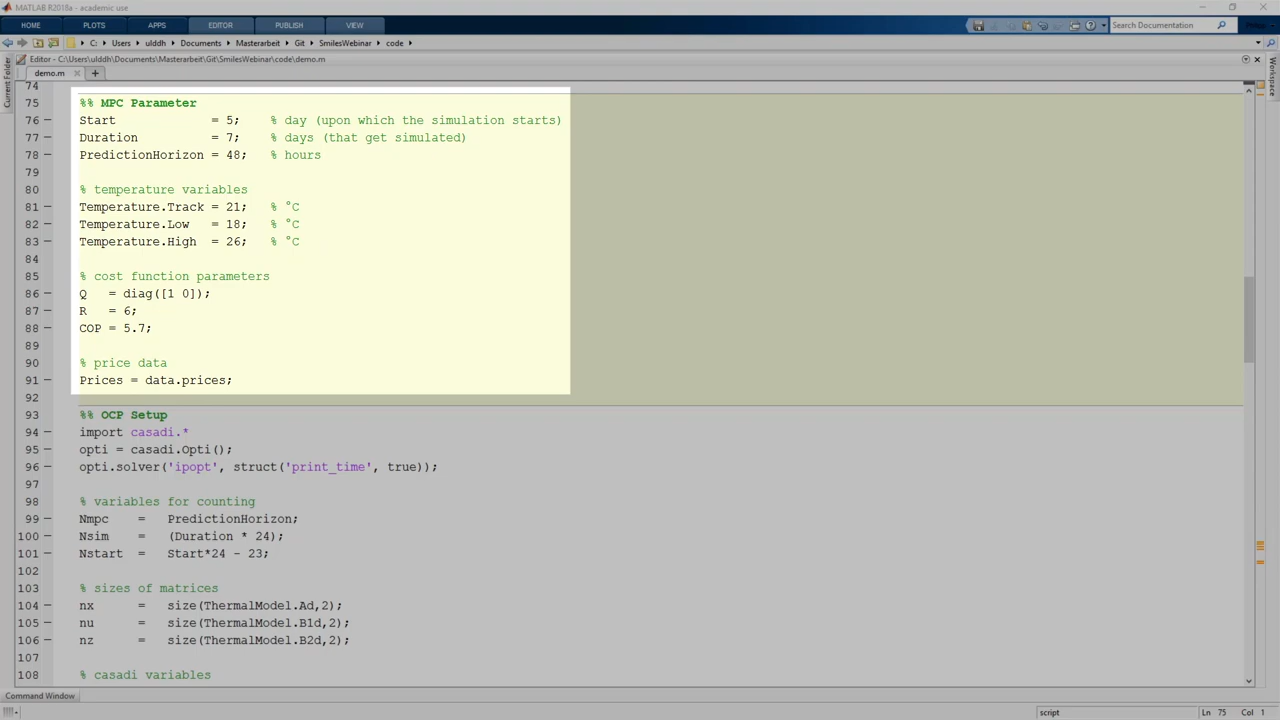 MATLAB R2018a - academic use
HOME PLOTS APPS EDITOR PUBLISH VIEW Search Documentation
C: Users ulddh Documents Masterarbeit Git SmilesWebinar code
Editor - C:\Users\ulddh\Documents\Masterarbeit\Git\SmilesWebinar\code\demo.m
demo.m
Current Folder
Workspace
74
75 %% MPC Parameter
76 Start = 5; % day (upon which the simulation starts)
77 Duration = 7; % days (that get simulated)
78 PredictionHorizon = 48; % hours
79
80 % temperature variables
81 Temperature.Track = 21; % °C
82 Temperature.Low = 18; % °C
83 Temperature.High = 26; % °C
84
85 % cost function parameters
86 Q = diag([1 0]);
87 R = 6;
88 COP = 5.7;
89
90 % price data
91 Prices = data.prices;
92
93 %% OCP Setup
94 import casadi.*
95 opti = casadi.Opti();
96 opti.solver('ipopt', struct('print_time', true));
97
98 % variables for counting
99 Nmpc = PredictionHorizon;
100 Nsim = (Duration * 24);
101 Nstart = Start*24 - 23;
102
103 % sizes of matrices
104 nx = size(ThermalModel.Ad,2);
105 nu = size(ThermalModel.B1d,2);
106 nz = size(ThermalModel.B2d,2);
107
108 % casadi variables
Command Window
script Ln 75 Col 1